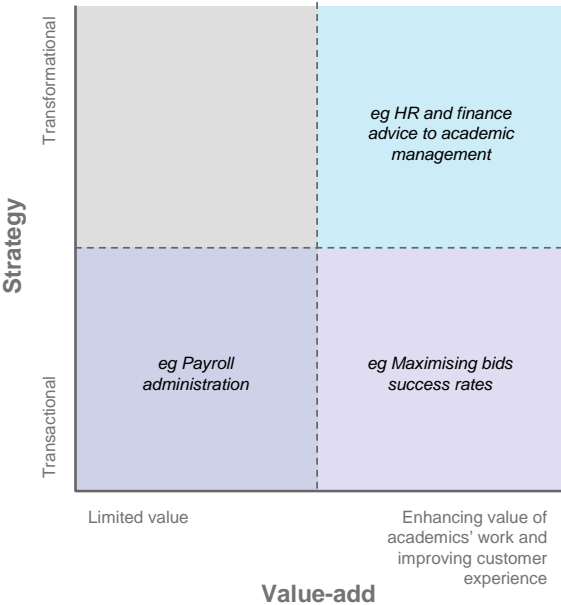 Transformational
eg HR and finance
advice to academic
management
Strategy
eg Payroll
administration
eg Maximising bids
success rates
Transactional
Limited value
Enhancing value of
academics’ work and
improving customer
experience
Value-add